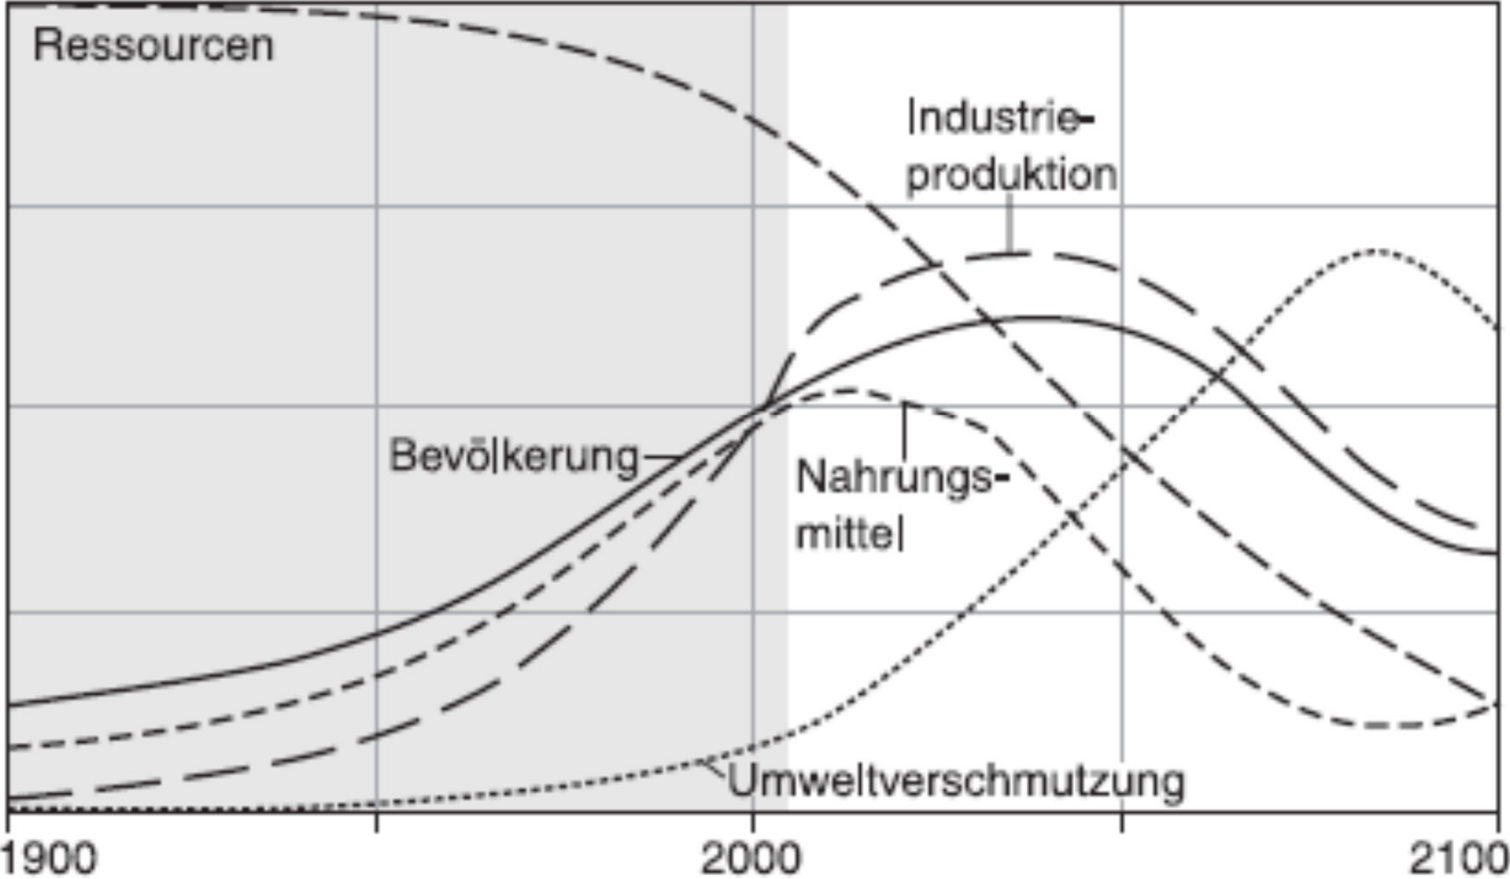 Ressourcen
Industrie-
produktion
Bevölkerung
Nahrungs-
mittel
Umweltverschmutzung
1900
2000
2100